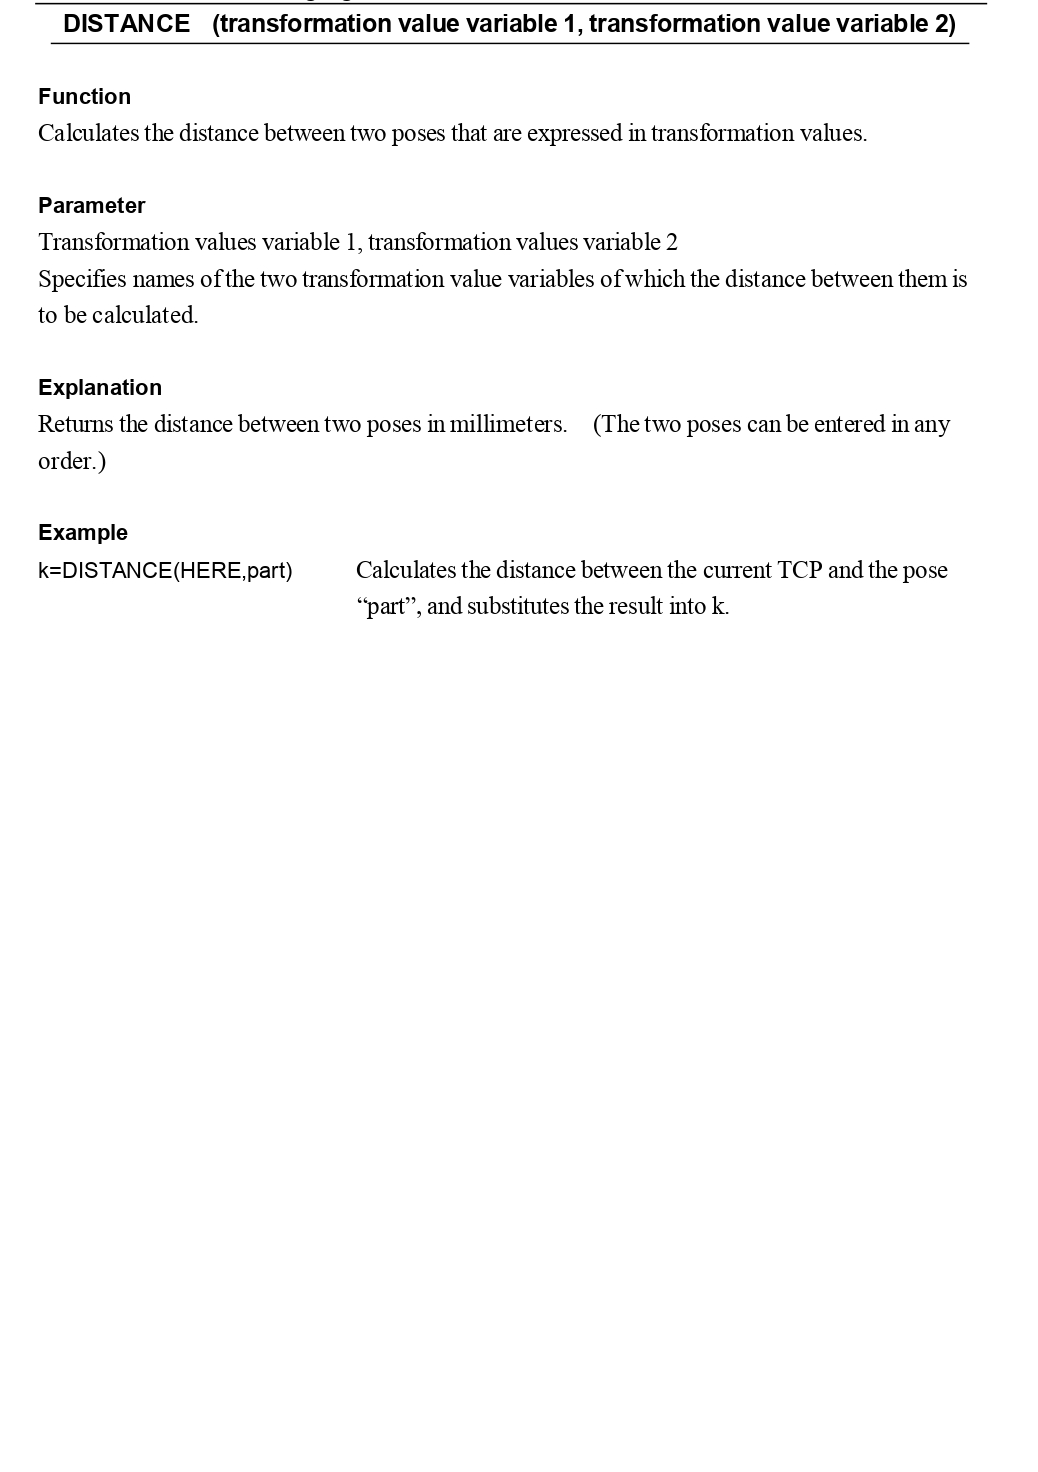 DISTANCE (transformation value variable 1, transformation value variable 2)
Function
Calculates the distance between two poses that are expressed in transformation values.
Parameter
Transformation values variable 1, transformation values variable 2
Specifies names of the two transformation value variables of which the distance between them is
to be calculated.
Explanation
Returns the distance between two poses in millimeters. (The two poses can be entered in any
order.)
Example
k=DISTANCE(HERE,part) Calculates the distance between the current TCP and the pose
“part”, and substitutes the result into k.